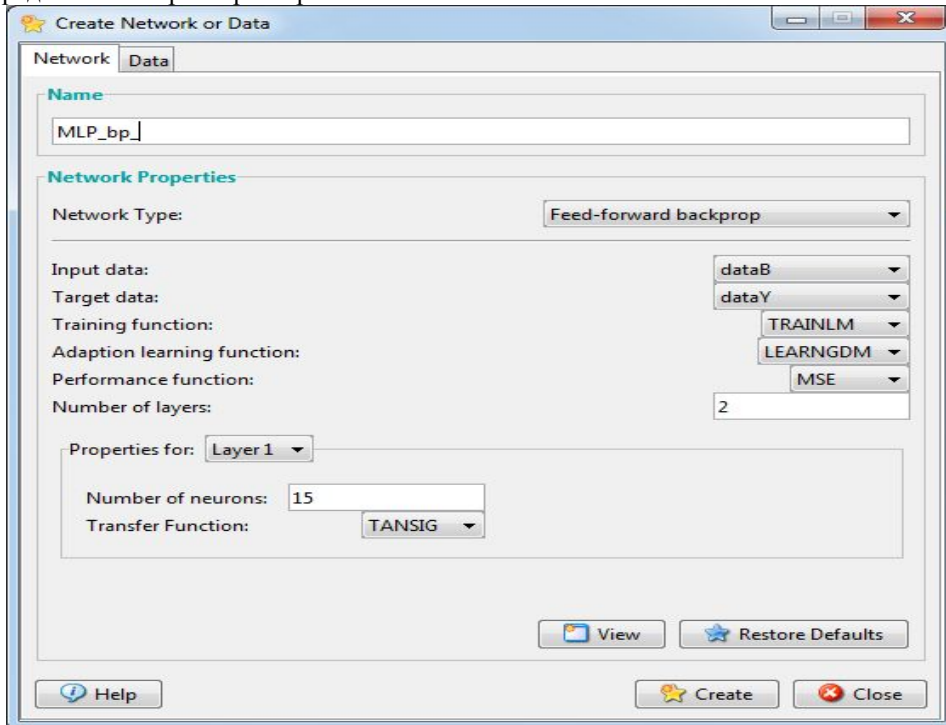 Create Network or Data
Network Data
Name
MLP_bp_
Network Properties
Network Type: Feed-forward backprop
Input data: dataB
Target data: dataY
Training function: TRAINLM
Adaption learning function: LEARNGDM
Performance function: MSE
Number of layers: 2
Properties for: Layer 1
Number of neurons: 15
Transfer Function: TANSIG
View Restore Defaults
Help Create Close